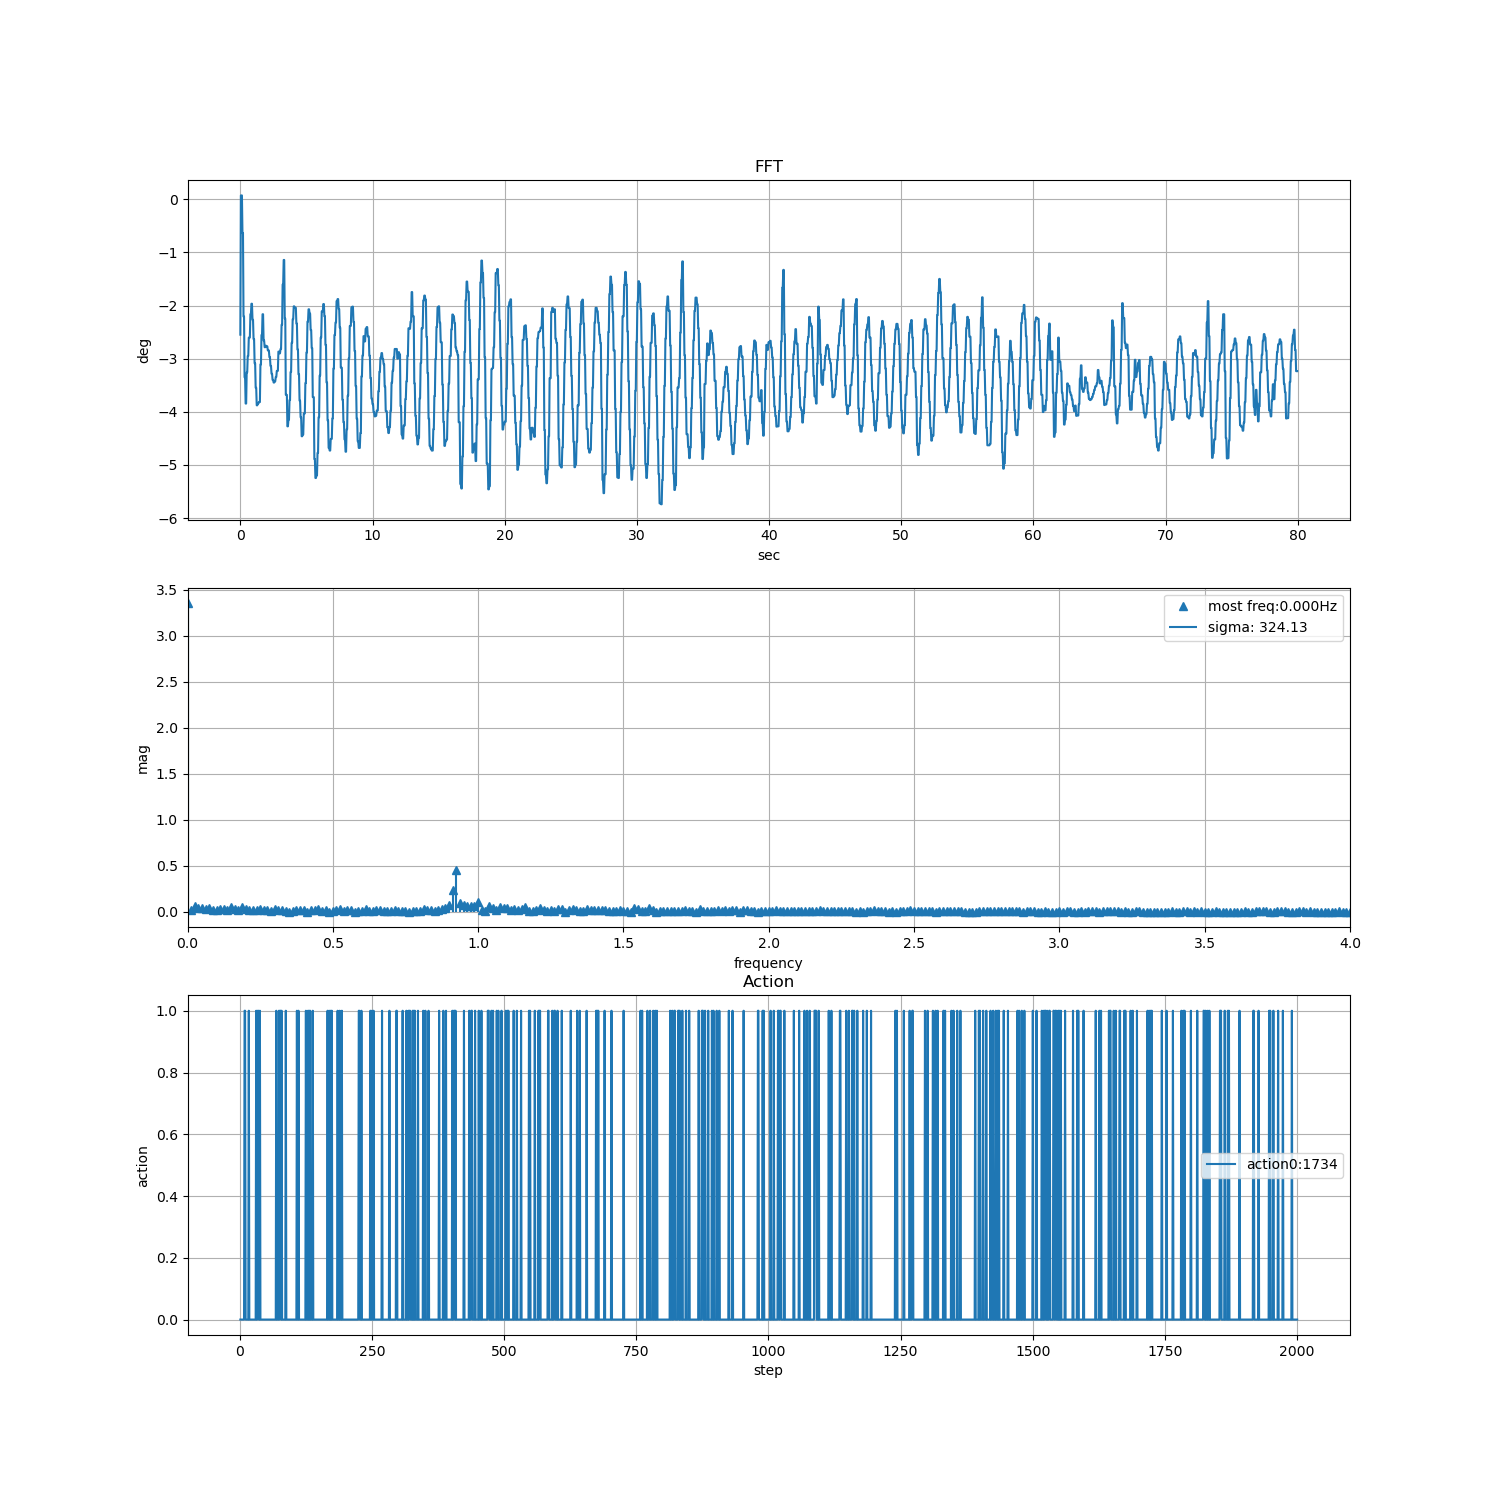 FFT
0
−1
−2
−3
−4
−5
−6
deg
0 10 20 30 40 50 60 70 80
sec
3.5
3.0
2.5
2.0
1.5
1.0
0.5
0.0
mag
most freq:0.000Hz
sigma: 324.13
0.0 0.5 1.0 1.5 2.0 2.5 3.0 3.5 4.0
frequency
Action
1.0
0.8
0.6
0.4
0.2
0.0
action
action0:1734
0 250 500 750 1000 1250 1500 1750 2000
step